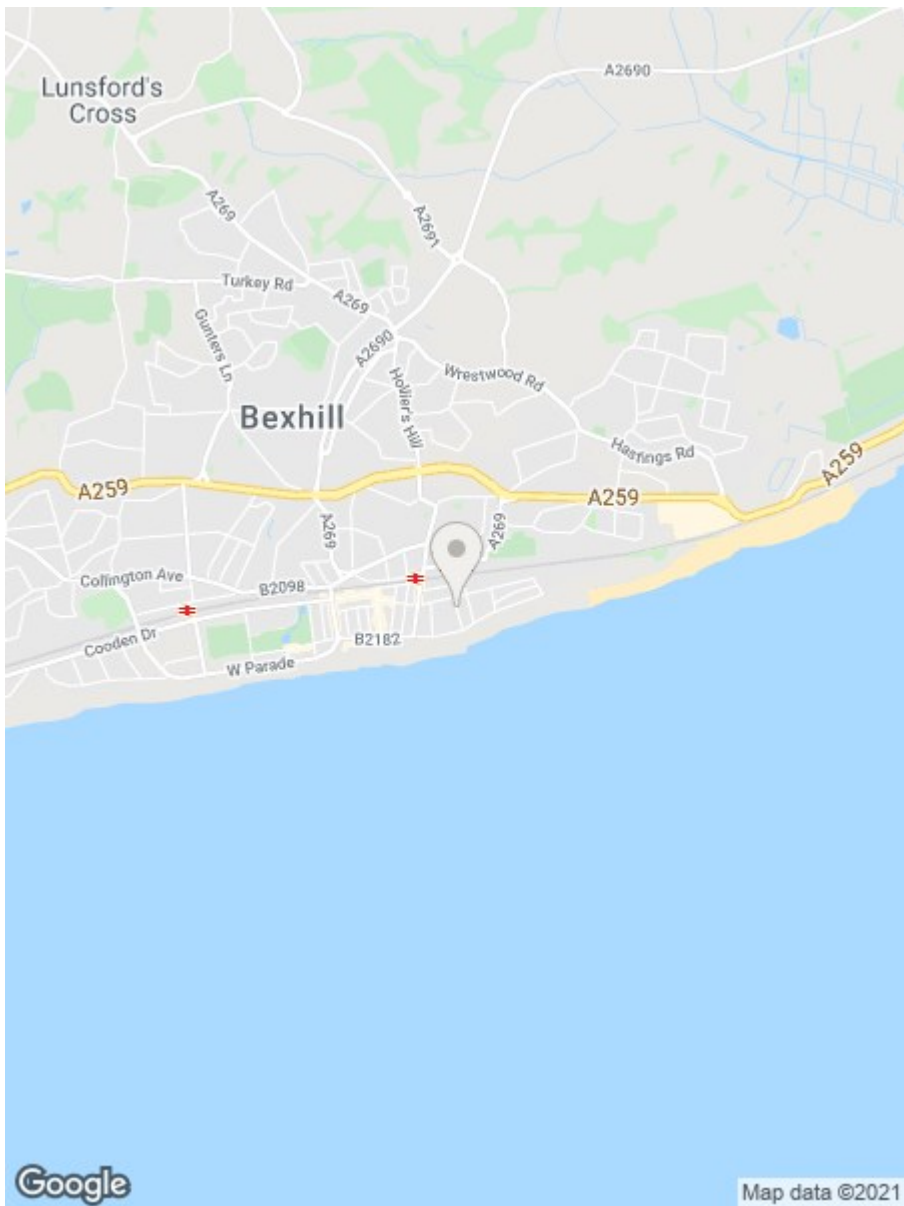 A2690
Lunsford's
Cross
A269
A2691
Turkey Rd
A269
Gunters Ln
A2690
Wrestwood Rd
Hollier's Hill
Bexhill
Hastings Rd
A259
A259
A259
A269
A269
Collington Ave
B2098
Cooden Dr
B2182
W Parade
Google
Map data ©2021